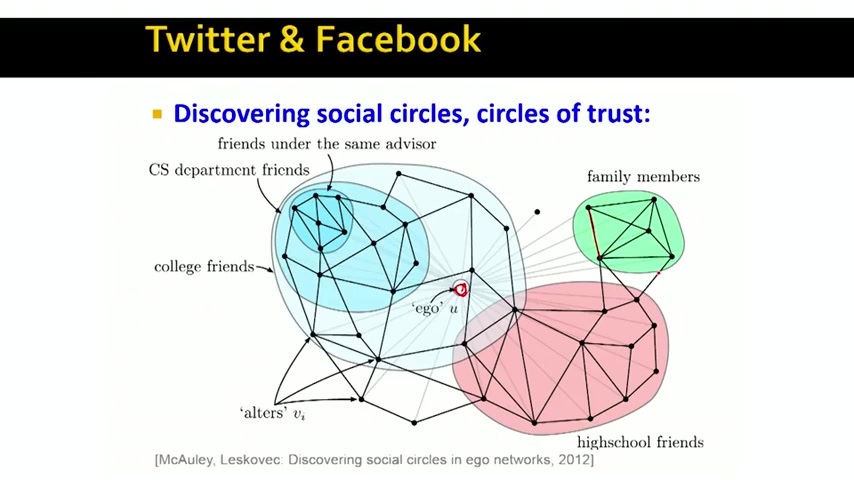 Twitter & Facebook
Discovering social circles, circles of trust:
friends under the same advisor
CS department friends
family members
college friends
'ego' u
'alters' vi
highschool friends
[McAuley, Leskovec: Discovering social circles in ego networks, 2012]